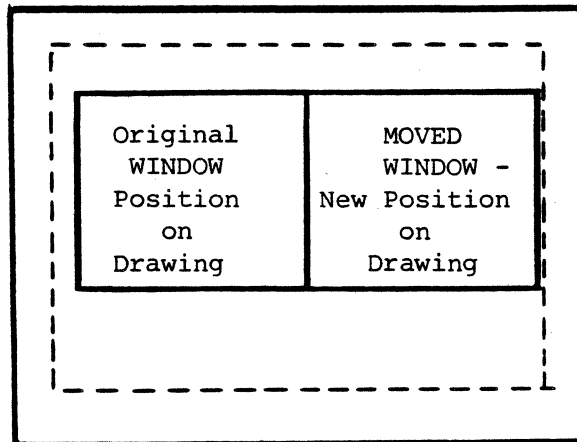 Original
WINDOW
Position
on
Drawing
MOVED
WINDOW -
New Position
on
Drawing